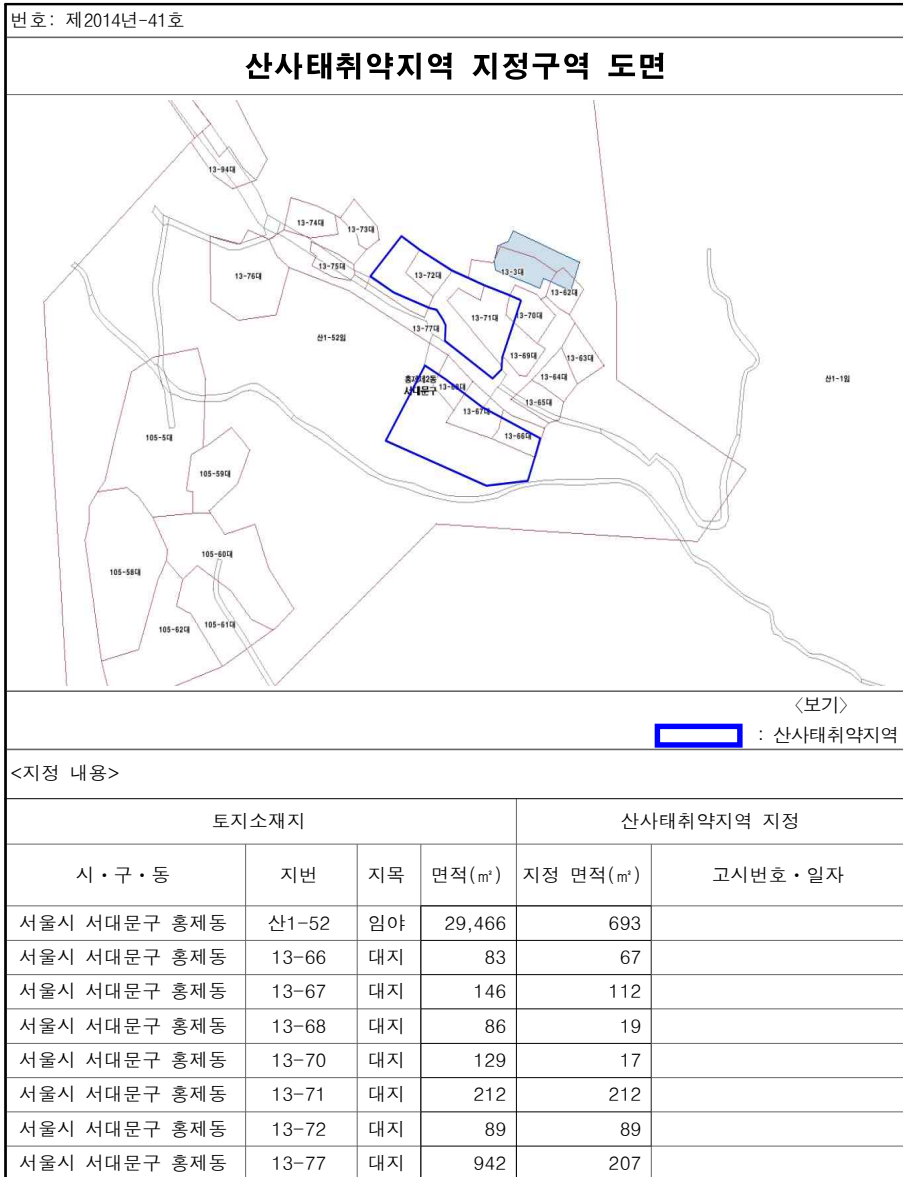 번호: 제2014년-41호
산사태취약지역 지정구역 도면
13-94대
13-74대
13-73대
13-75대
13-76대
13-72대
13-3대
13-62대
13-71대
13-70대
13-77대
산1-52임
13-69대
13-63대
13-64대
산1-1임
홍제제2동
13-68대
서대문구
13-65대
13-67대
13-66대
105-5대
105-59대
105-60대
105-58대
105-62대
105-61대
<보기>
: 산사태취약지역
<지정 내용>
토지소재지 산사태취약지역 지정
시・구・동 지번 지목 면적(㎡) 지정 면적(㎡) 고시번호・일자
서울시 서대문구 홍제동 산1-52 임야 29,466 693
서울시 서대문구 홍제동 13-66 대지 83 67
서울시 서대문구 홍제동 13-67 대지 146 112
서울시 서대문구 홍제동 13-68 대지 86 19
서울시 서대문구 홍제동 13-70 대지 129 17
서울시 서대문구 홍제동 13-71 대지 212 212
서울시 서대문구 홍제동 13-72 대지 89 89
서울시 서대문구 홍제동 13-77 대지 942 207